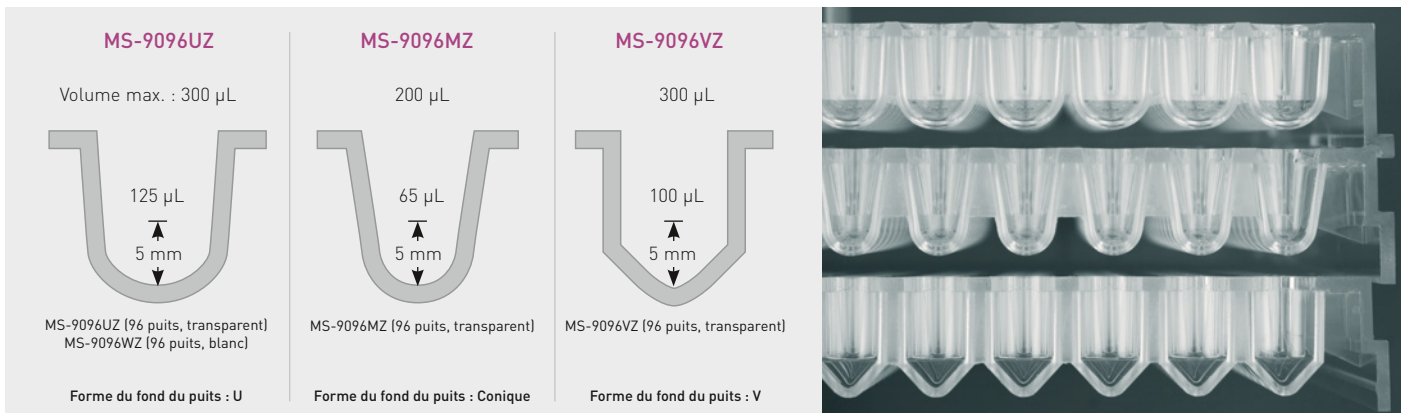 MS-9096UZ
Volume max. : 300 µL
125 µL
5 mm
MS-9096UZ (96 puits, transparent)
MS-9096WZ (96 puits, blanc)
Forme du fond du puits : U
MS-9096MZ
200 µL
65 µL
5 mm
MS-9096MZ (96 puits, transparent)
Forme du fond du puits : Conique
MS-9096VZ
300 µL
100 µL
5 mm
MS-9096VZ (96 puits, transparent)
Forme du fond du puits : V